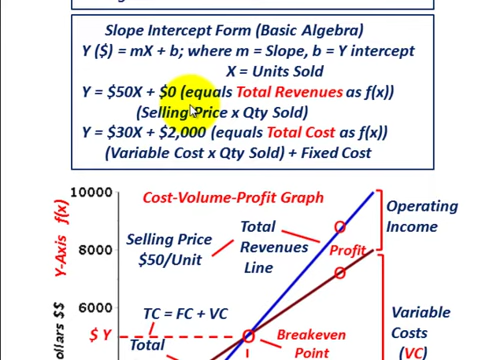 Slope Intercept Form (Basic Algebra)
Y ($) = mX + b; where m = Slope, b = Y intercept
X = Units Sold
Y = $50X + $0 (equals Total Revenues as f(x))
(Selling Price x Qty Sold)
Y = $30X + $2,000 (equals Total Cost as f(x))
(Variable Cost x Qty Sold) + Fixed Cost
Cost-Volume-Profit Graph
Y-Axis f(x)
10000
8000
6000
Dollars $$
Selling Price
$50/Unit
Total
Revenues
Line
Profit
Operating
Income
TC = FC + VC
$ Y
Total
Breakeven
Point
Variable
Costs
(VC)